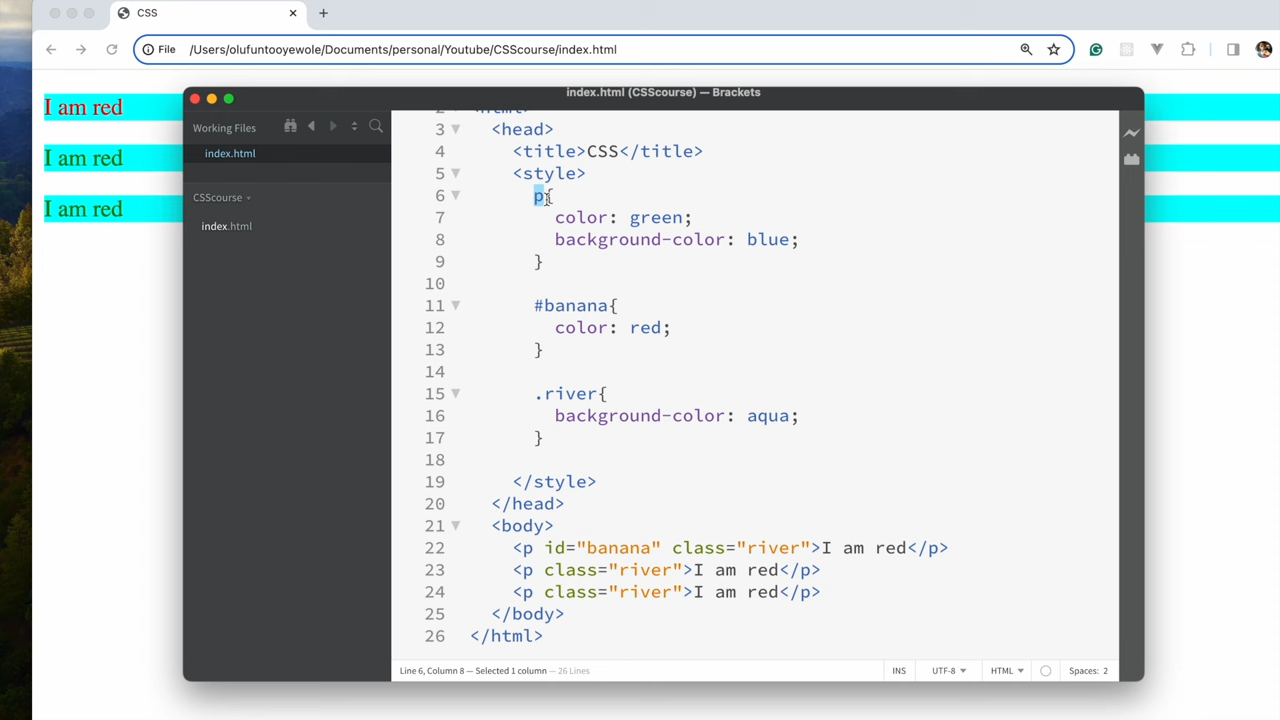 CSS
File /Users/olufuntooyewole/Documents/personal/Youtube/CSScourse/index.html
I am red
I am red
I am red
index.html (CSScourse) — Brackets
Working Files
index.html
CSScourse
index.html
3 <head>
4 <title>CSS</title>
5 <style>
6 p{
7 color: green;
8 background-color: blue;
9 }
10
11 #banana{
12 color: red;
13 }
14
15 .river{
16 background-color: aqua;
17 }
18
19 </style>
20 </head>
21 <body>
22 <p id="banana" class="river">I am red</p>
23 <p class="river">I am red</p>
24 <p class="river">I am red</p>
25 </body>
26 </html>
Line 6, Column 8 — Selected 1 column — 26 Lines
INS UTF-8 HTML Spaces: 2